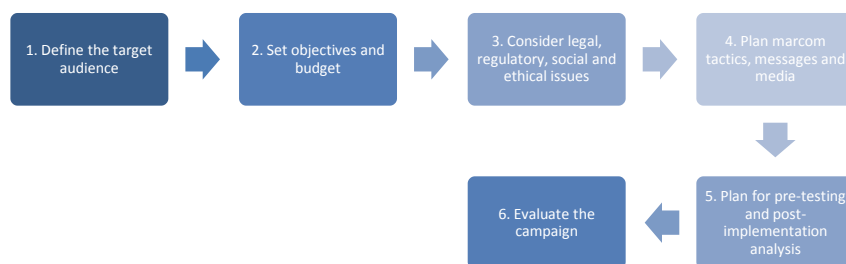 1. Define the target
audience
2. Set objectives and
budget
3. Consider legal,
regulatory, social and
ethical issues
4. Plan marcom
tactics, messages and
media
5. Plan for pre-testing
and post-
implementation
analysis
6. Evaluate the
campaign